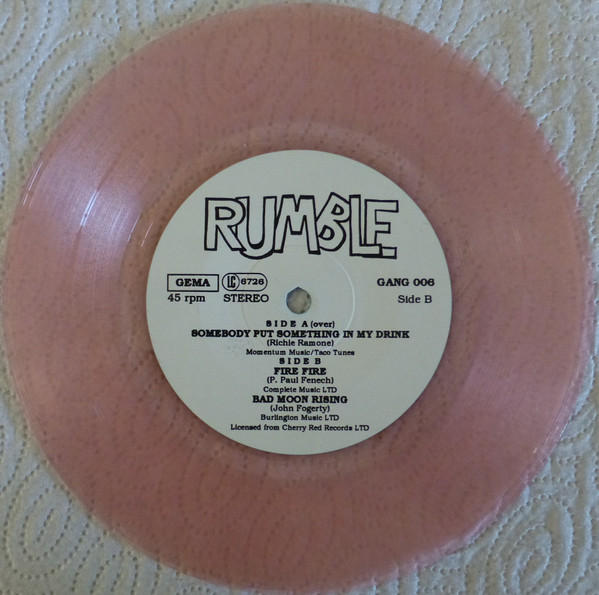 RUMBLE
GEMA LC 6726 GANG 006
45 rpm STEREO Side B
SIDE A (over)
SOMEBODY PUT SOMETHING IN MY DRINK
(Richie Ramone)
Momentum Music/Taco Tunes
SIDE B
FIRE FIRE
(P. Paul Fenech)
Complete Music LTD
BAD MOON RISING
(John Fogerty)
Burlington Music LTD
Licensed from Cherry Red Records LTD